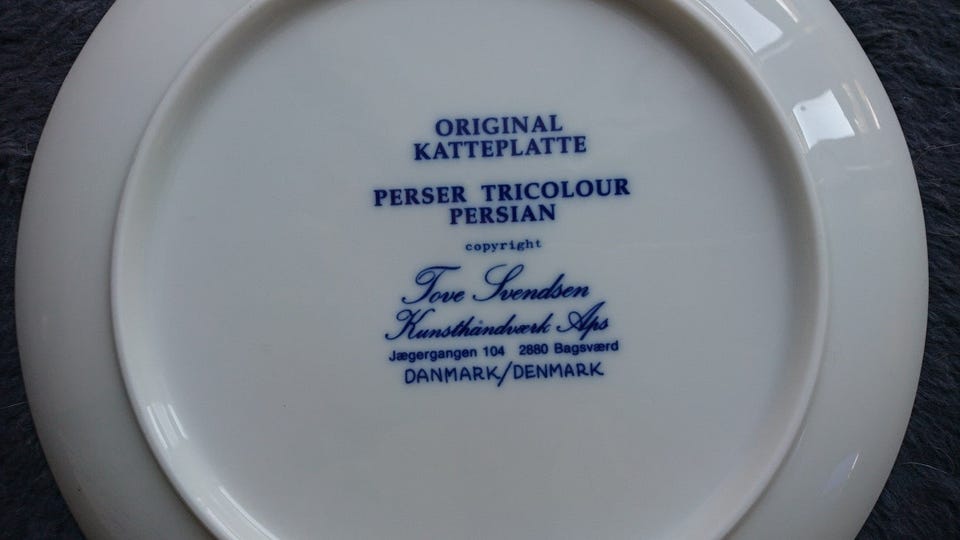 ORIGINAL
KATTEPLATTE
PERSER TRICOLOUR
PERSIAN
copyright
Tove Svendsen
Kunsthåndværk Aps
Jægergangen 104 2880 Bagsværd
DANMARK/DENMARK